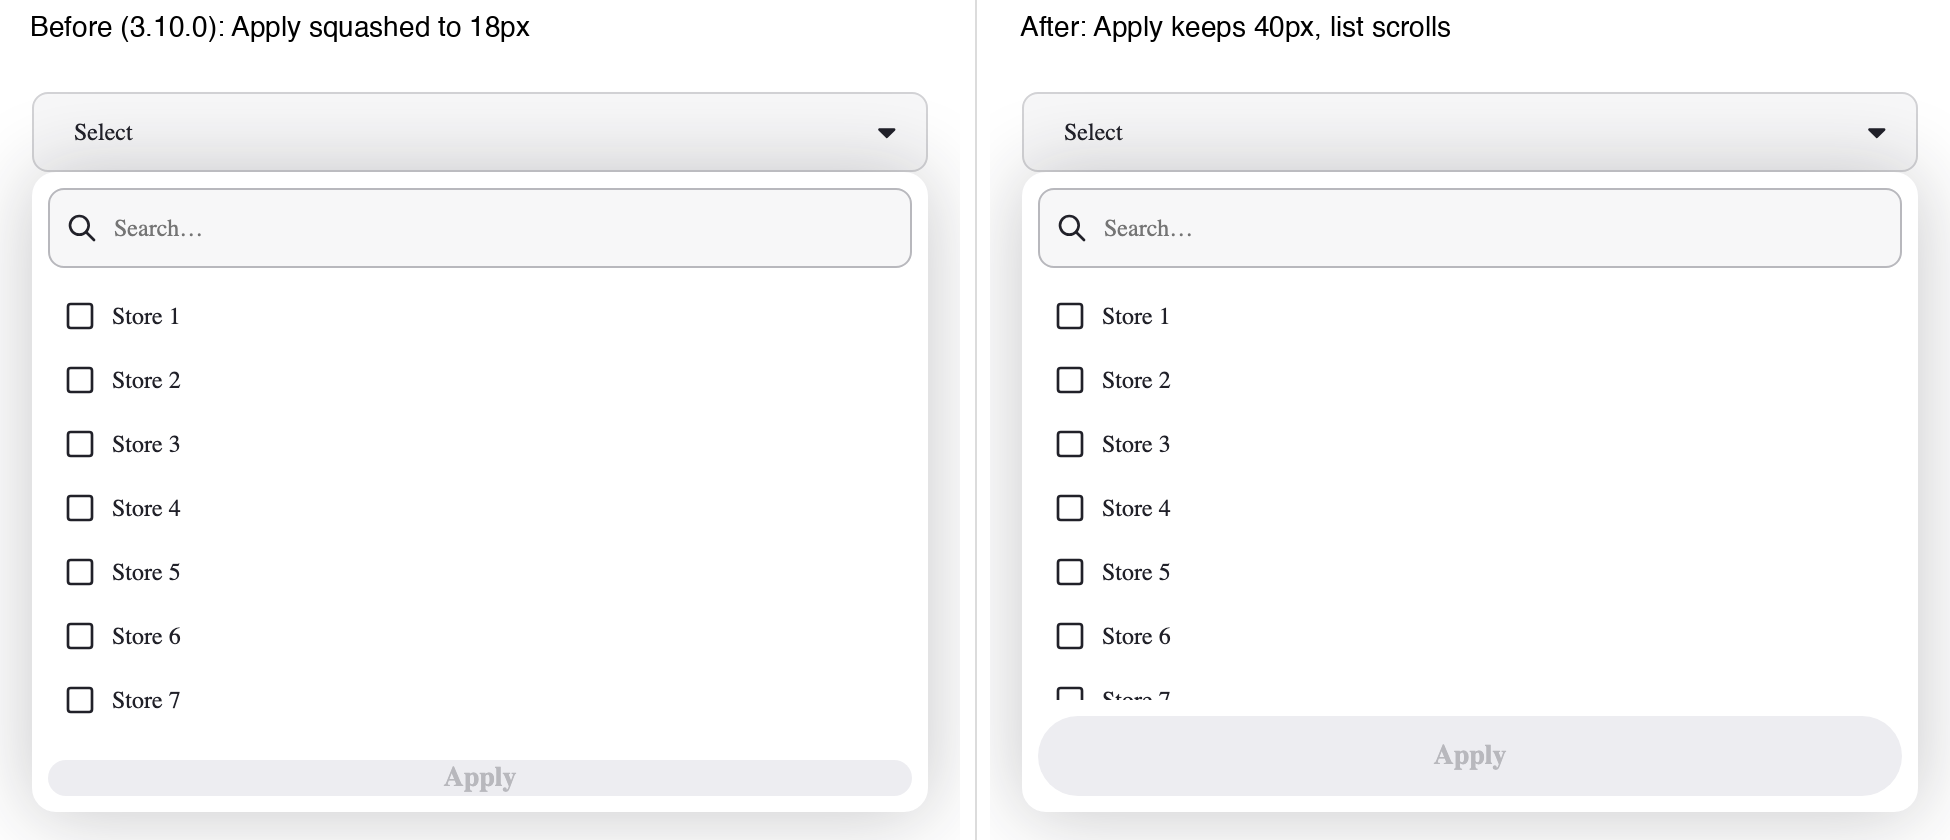 Before (3.10.0): Apply squashed to 18px
Select
Search...
Store 1
Store 2
Store 3
Store 4
Store 5
Store 6
Store 7
Apply
After: Apply keeps 40px, list scrolls
Select
Search...
Store 1
Store 2
Store 3
Store 4
Store 5
Store 6
Store 7
Apply